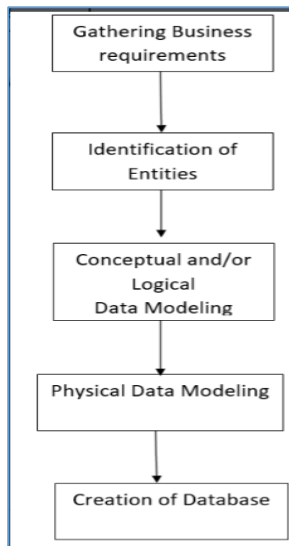 Gathering Business
requirements
Identification of
Entities
Conceptual and/or
Logical
Data Modeling
Physical Data Modeling
Creation of Database